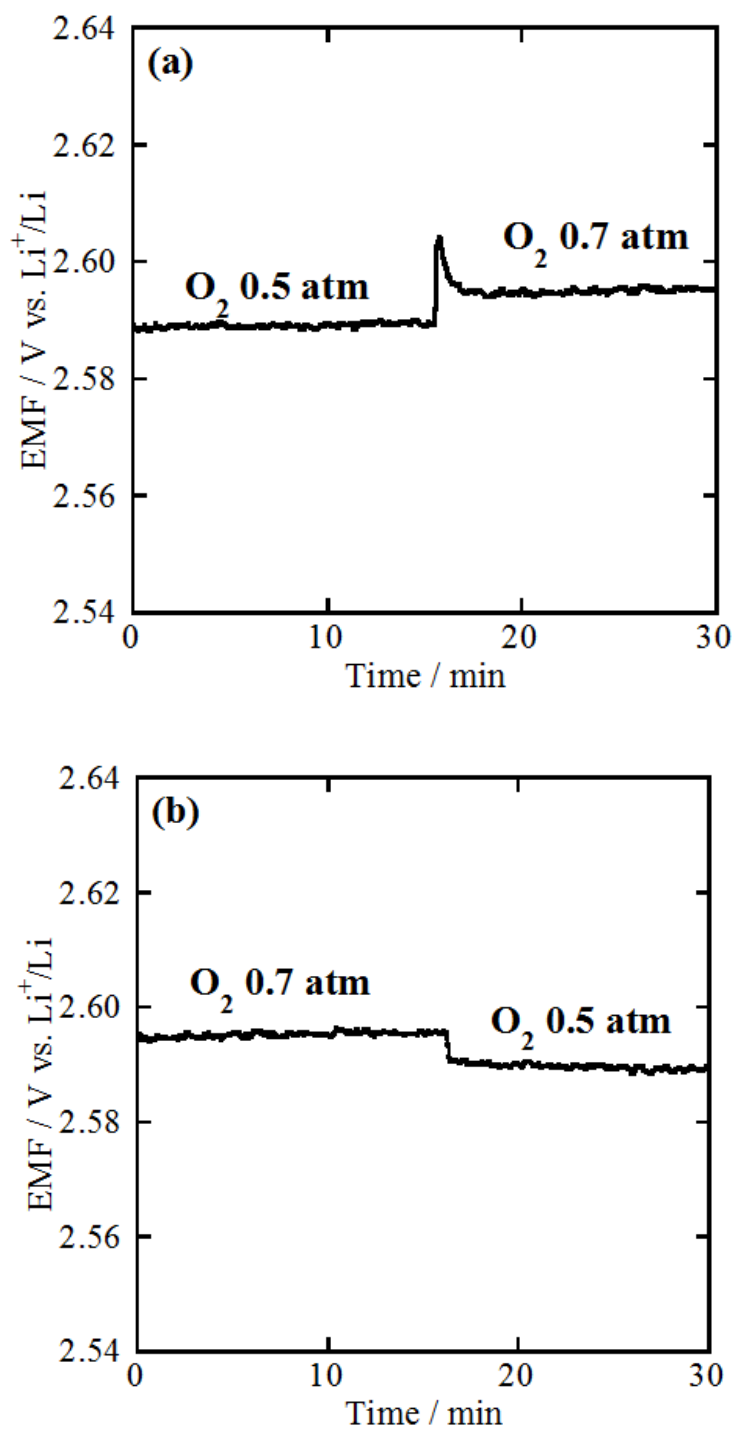 (a)
2.64
2.62
2.60
2.58
2.56
2.54
EMF / V vs. Li⁺/Li
O₂ 0.5 atm
O₂ 0.7 atm
0
10
20
30
Time / min
(b)
2.64
2.62
2.60
2.58
2.56
2.54
EMF / V vs. Li⁺/Li
O₂ 0.7 atm
O₂ 0.5 atm
0
10
20
30
Time / min